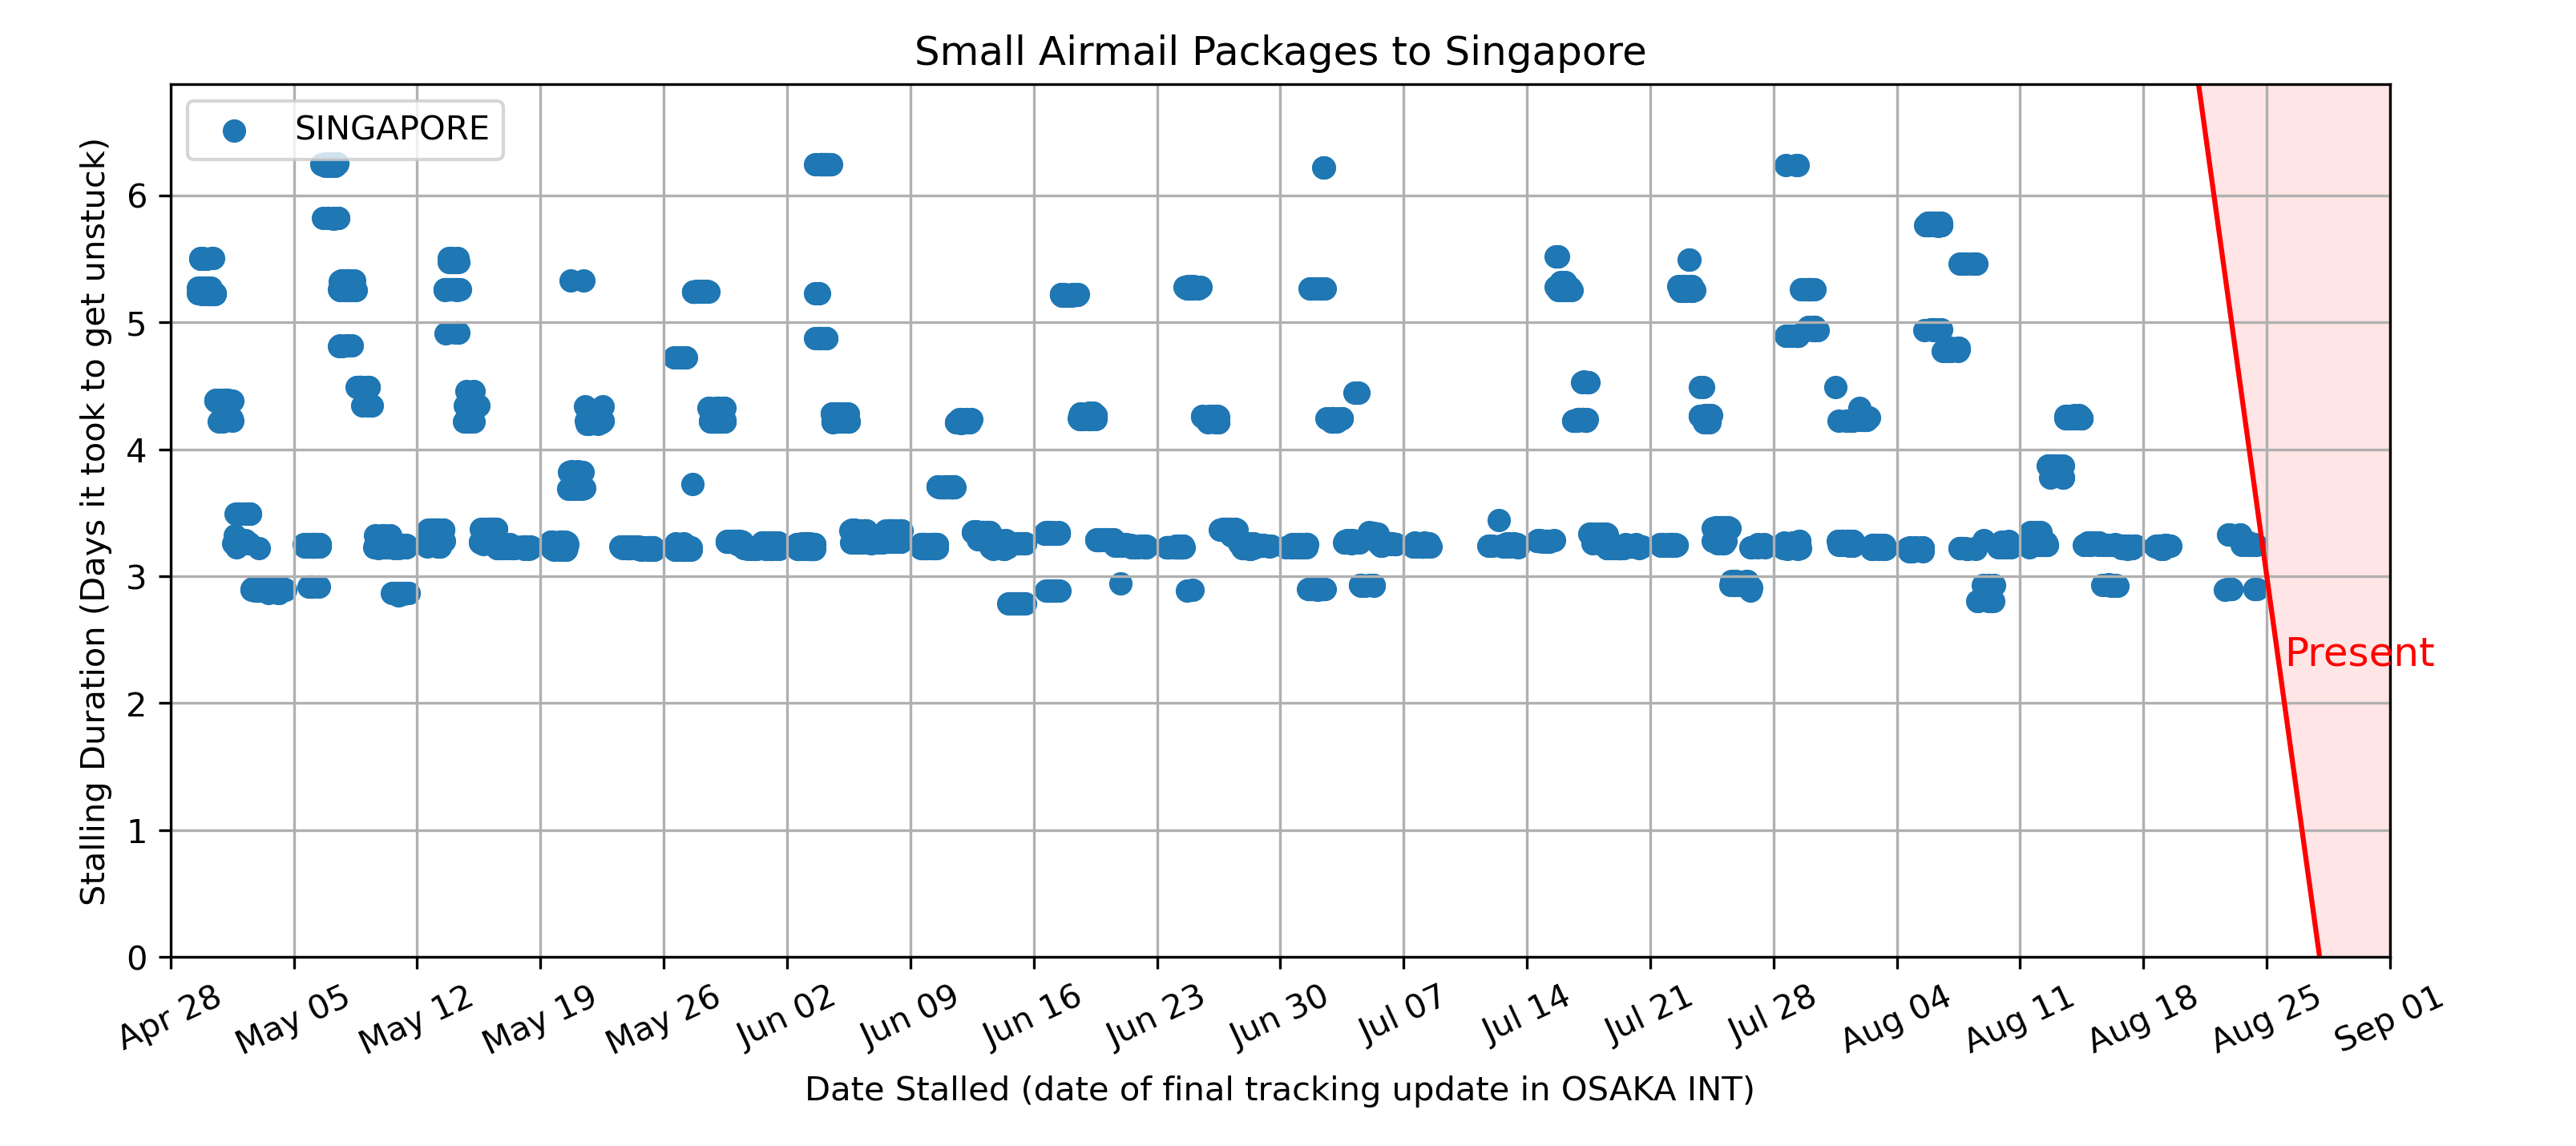 Small Airmail Packages to Singapore
SINGAPORE
Stalling Duration (Days it took to get unstuck)
6
5
4
3
2
1
0
Present
Apr 28 May 05 May 12 May 19 May 26 Jun 02 Jun 09 Jun 16 Jun 23 Jun 30 Jul 07 Jul 14 Jul 21 Jul 28 Aug 04 Aug 11 Aug 18 Aug 25 Sep 01
Date Stalled (date of final tracking update in OSAKA INT)